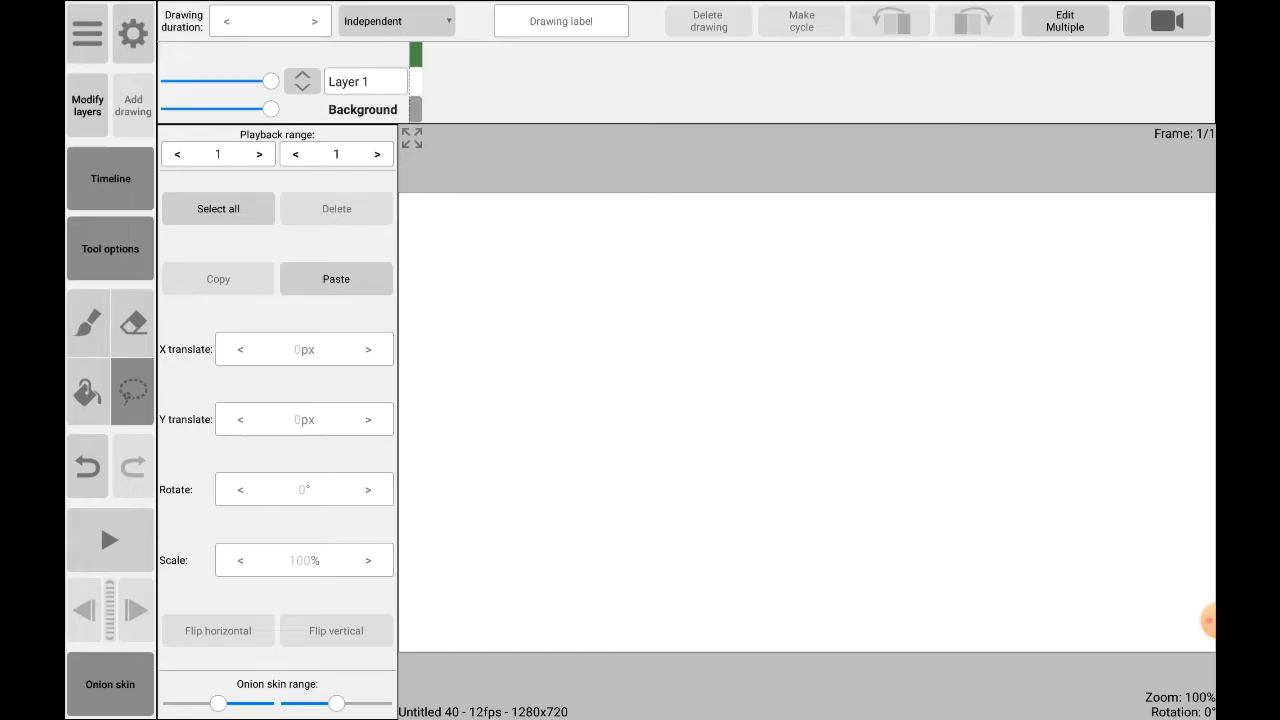 Drawing
duration:
<
>
Independent
Drawing label
Delete
drawing
Make
cycle
Edit
Multiple
Modify
layers
Add
drawing
Layer 1
Background
Timeline
Playback range:
< 1 >
< 1 >
Frame: 1/1
Select all
Delete
Tool options
Copy
Paste
X translate:
< 0px >
Y translate:
< 0px >
Rotate:
< 0° >
Scale:
< 100% >
Flip horizontal
Flip vertical
Onion skin
Onion skin range:
Untitled 40 - 12fps - 1280x720
Zoom: 100%
Rotation: 0°